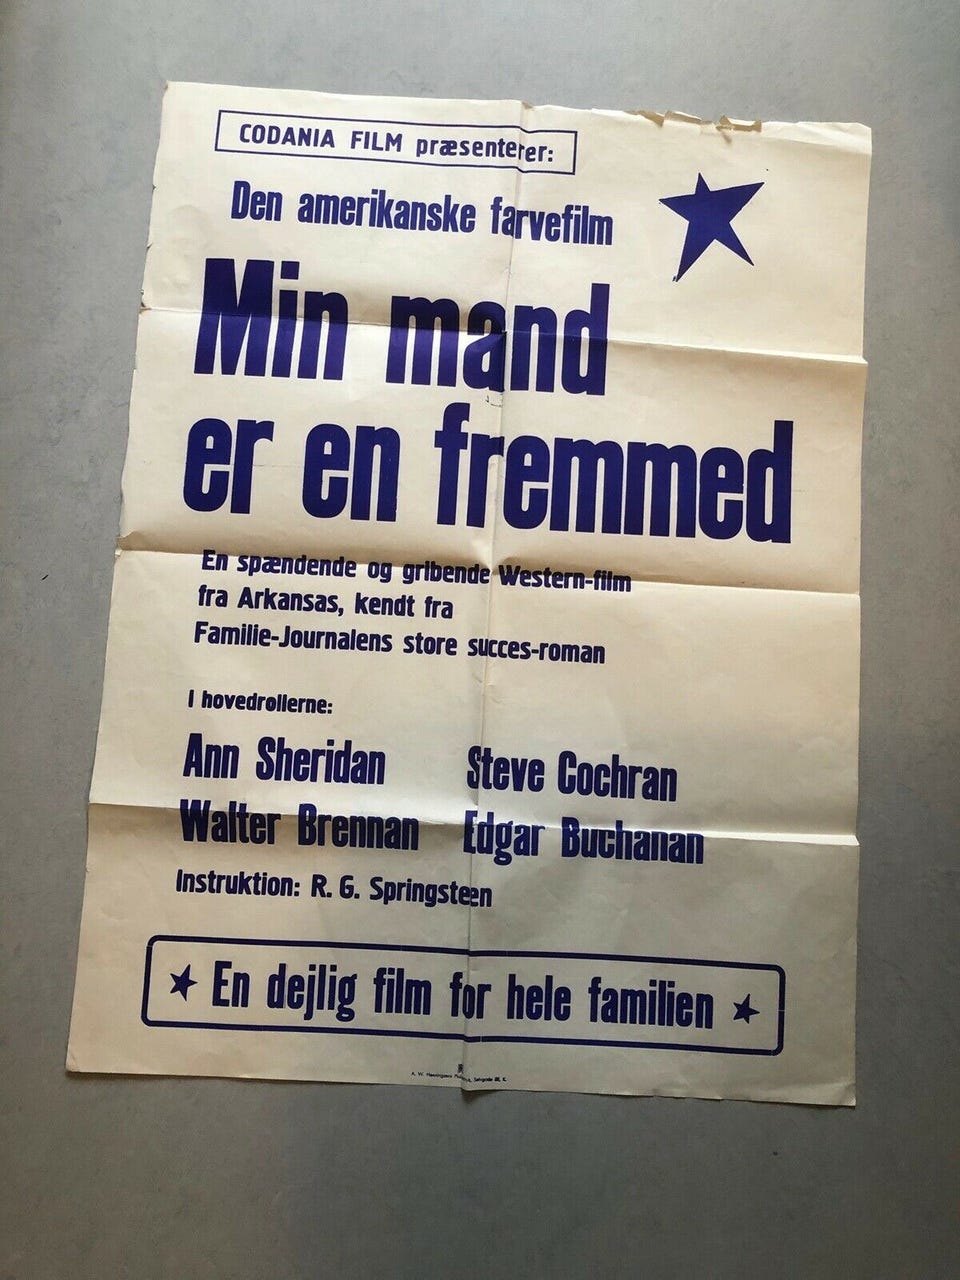 CODANIA FILM præsenterer:
Den amerikanske farvefilm
Min mand
er en fremmed
En spændende og gribende Western-film
fra Arkansas, kendt fra
Familie-Journalens store succes-roman
I hovedrollerne:
Ann Sheridan Steve Cochran
Walter Brennan Edgar Buchanan
Instruktion: R. G. Springsteen
En dejlig film for hele familien
A. W. Henningsens